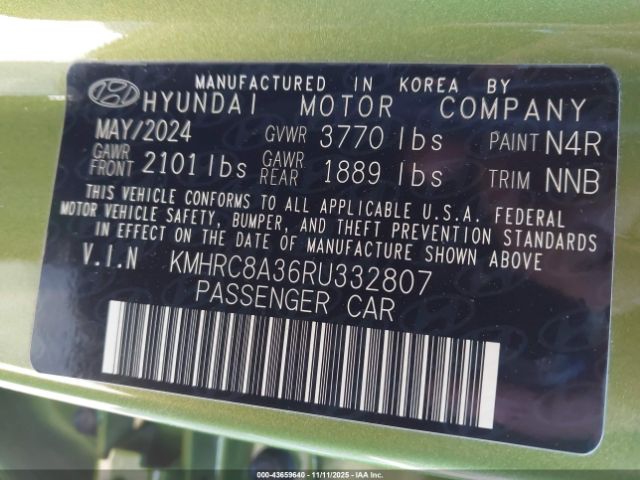 MANUFACTURED IN KOREA BY
HYUNDAI MOTOR COMPANY
MAY/2024 GVWR 3770 lbs PAINT N4R
GAWR FRONT 2101 lbs GAWR REAR 1889 lbs TRIM NNB
THIS VEHICLE CONFORMS TO ALL APPLICABLE U.S.A. FEDERAL
MOTOR VEHICLE SAFETY, BUMPER, AND THEFT PREVENTION STANDARDS
IN EFFECT ON THE DATE OF MANUFACTURE SHOWN ABOVE.
V.I.N KMHRC8A36RU332807
PASSENGER CAR
000-43659640 - 11/11/2025 - IAA Inc.